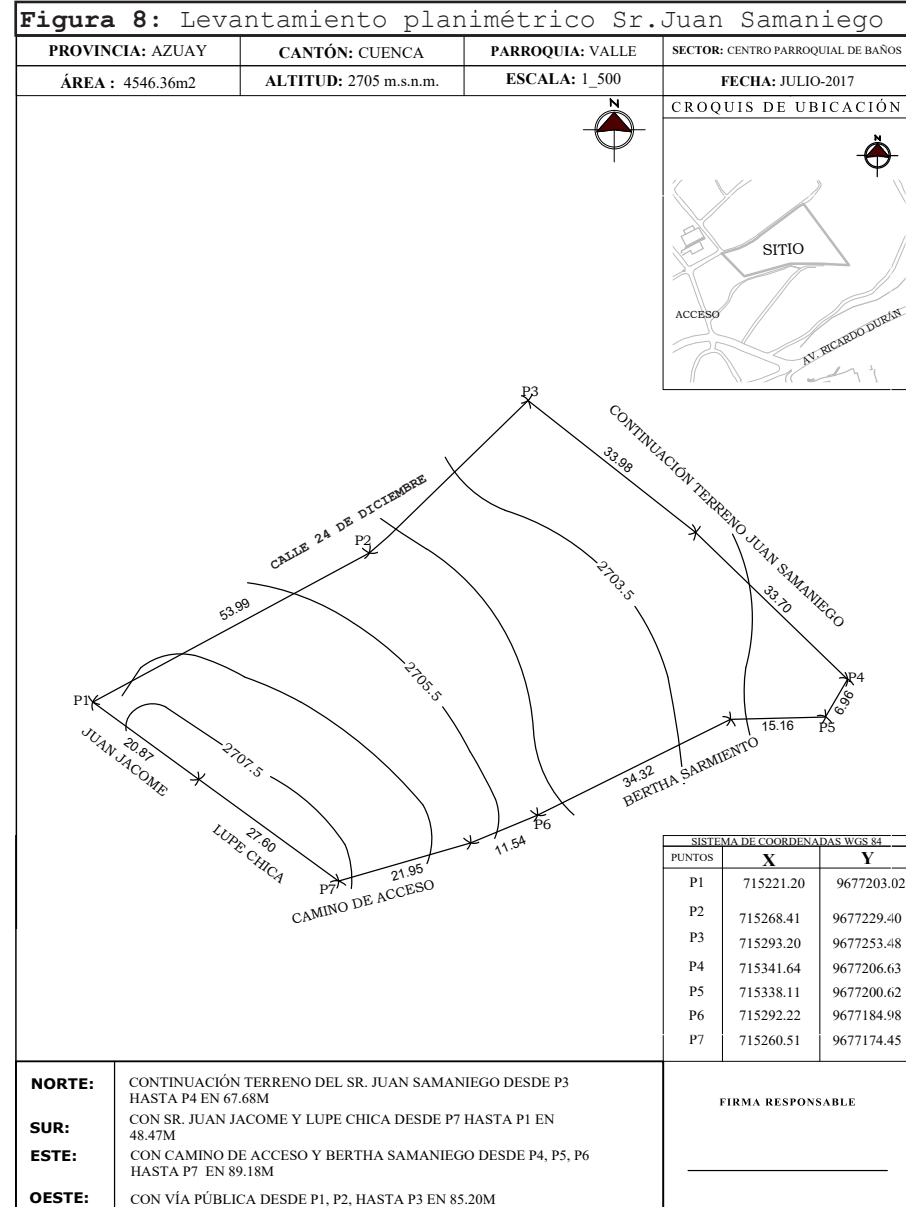 Figura 8: Levantamiento planimétrico Sr.Juan Samaniego
PROVINCIA: AZUAY
CANTÓN: CUENCA
PARROQUIA: VALLE
SECTOR: CENTRO PARROQUIAL DE BAÑOS
ÁREA : 4546.36m2
ALTITUD: 2705 m.s.n.m.
ESCALA: 1_500
FECHA: JULIO-2017
CROQUIS DE UBICACIÓN
N
N
SITIO
ACCESO
AV. RICARDO DURÁN
P3
CONTINUACIÓN TERRENO JUAN SAMANIEGO
33.98
CALLE 24 DE DICIEMBRE
P2
2703.5
33.70
53.99
2705.5
P4
6.96
P1
P5
15.16
JUAN JACOME
20.87
2707.5
34.32
BERTHA SARMIENTO
P6
11.54
LUPE CHICA
27.60
21.95
P7
CAMINO DE ACCESO
SISTEMA DE COORDENADAS WGS 84
PUNTOS X Y
P1 715221.20 9677203.02
P2 715268.41 9677229.40
P3 715293.20 9677253.48
P4 715341.64 9677206.63
P5 715338.11 9677200.62
P6 715292.22 9677184.98
P7 715260.51 9677174.45
NORTE: CONTINUACIÓN TERRENO DEL SR. JUAN SAMANIEGO DESDE P3
HASTA P4 EN 67.68M
SUR: CON SR. JUAN JACOME Y LUPE CHICA DESDE P7 HASTA P1 EN
48.47M
ESTE: CON CAMINO DE ACCESO Y BERTHA SAMANIEGO DESDE P4, P5, P6
HASTA P7 EN 89.18M
OESTE: CON VÍA PÚBLICA DESDE P1, P2, HASTA P3 EN 85.20M
FIRMA RESPONSABLE